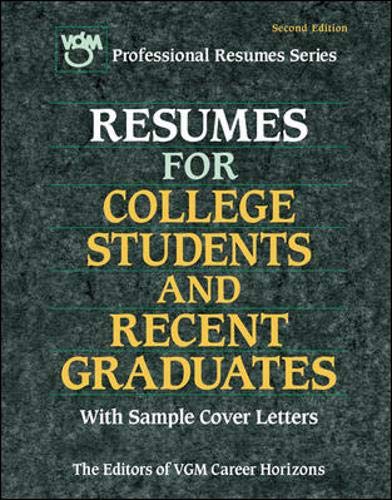 Second Edition
VGM
Professional Resumes Series
RESUMES
FOR
COLLEGE
STUDENTS
AND
RECENT
GRADUATES
With Sample Cover Letters
The Editors of VGM Career Horizons